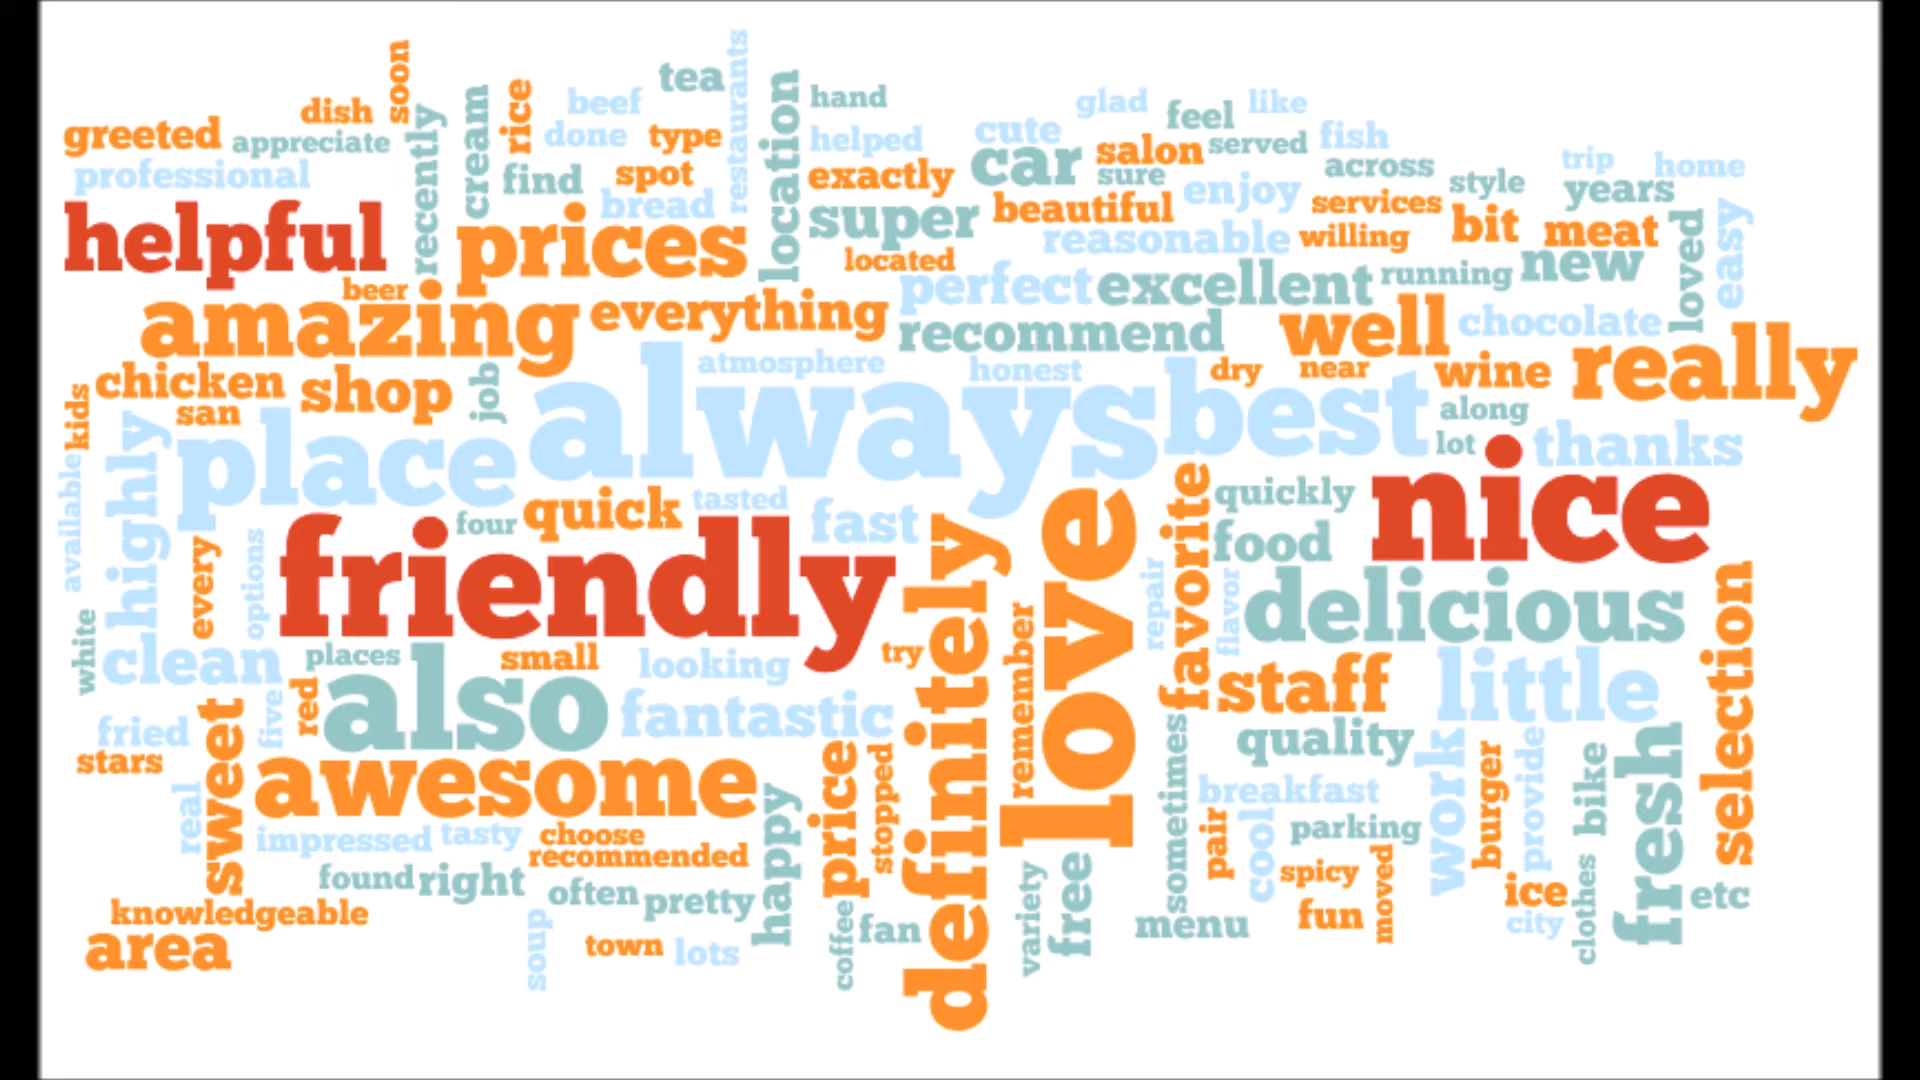 soon
tea
restaurants
dish
rice
beef
hand
glad
like
greeted
appreciate
recently
cream
done
type
location
helped
cute
feel
served
fish
professional
find
spot
exactly
car
salon
sure
across
trip
home
bread
enjoy
style
years
helpful
prices
super
beautiful
services
bit
meat
loved
easy
located
reasonable
willing
beer
perfect
excellent
running
new
amazing
everything
recommend
well
chocolate
really
kids
chicken
shop
job
atmosphere
honest
dry
near
wine
san
always
best
along
available
highly
place
lot
thanks
four
quick
tasted
fast
favorite
quickly
nice
every
options
friendly
definitely
love
repair
flavor
food
delicious
selection
white
clean
places
small
looking
try
remember
staff
little
fried
five
red
also
fantastic
quality
stars
sweet
awesome
price
stopped
sometimes
breakfast
work
burger
provide
bike
fresh
real
impressed
tasty
choose
happy
pair
cool
parking
recommended
found
right
often
pretty
variety
free
spicy
moved
ice
clothes
etc
knowledgeable
soup
coffee
fan
menu
fun
city
area
town
lots